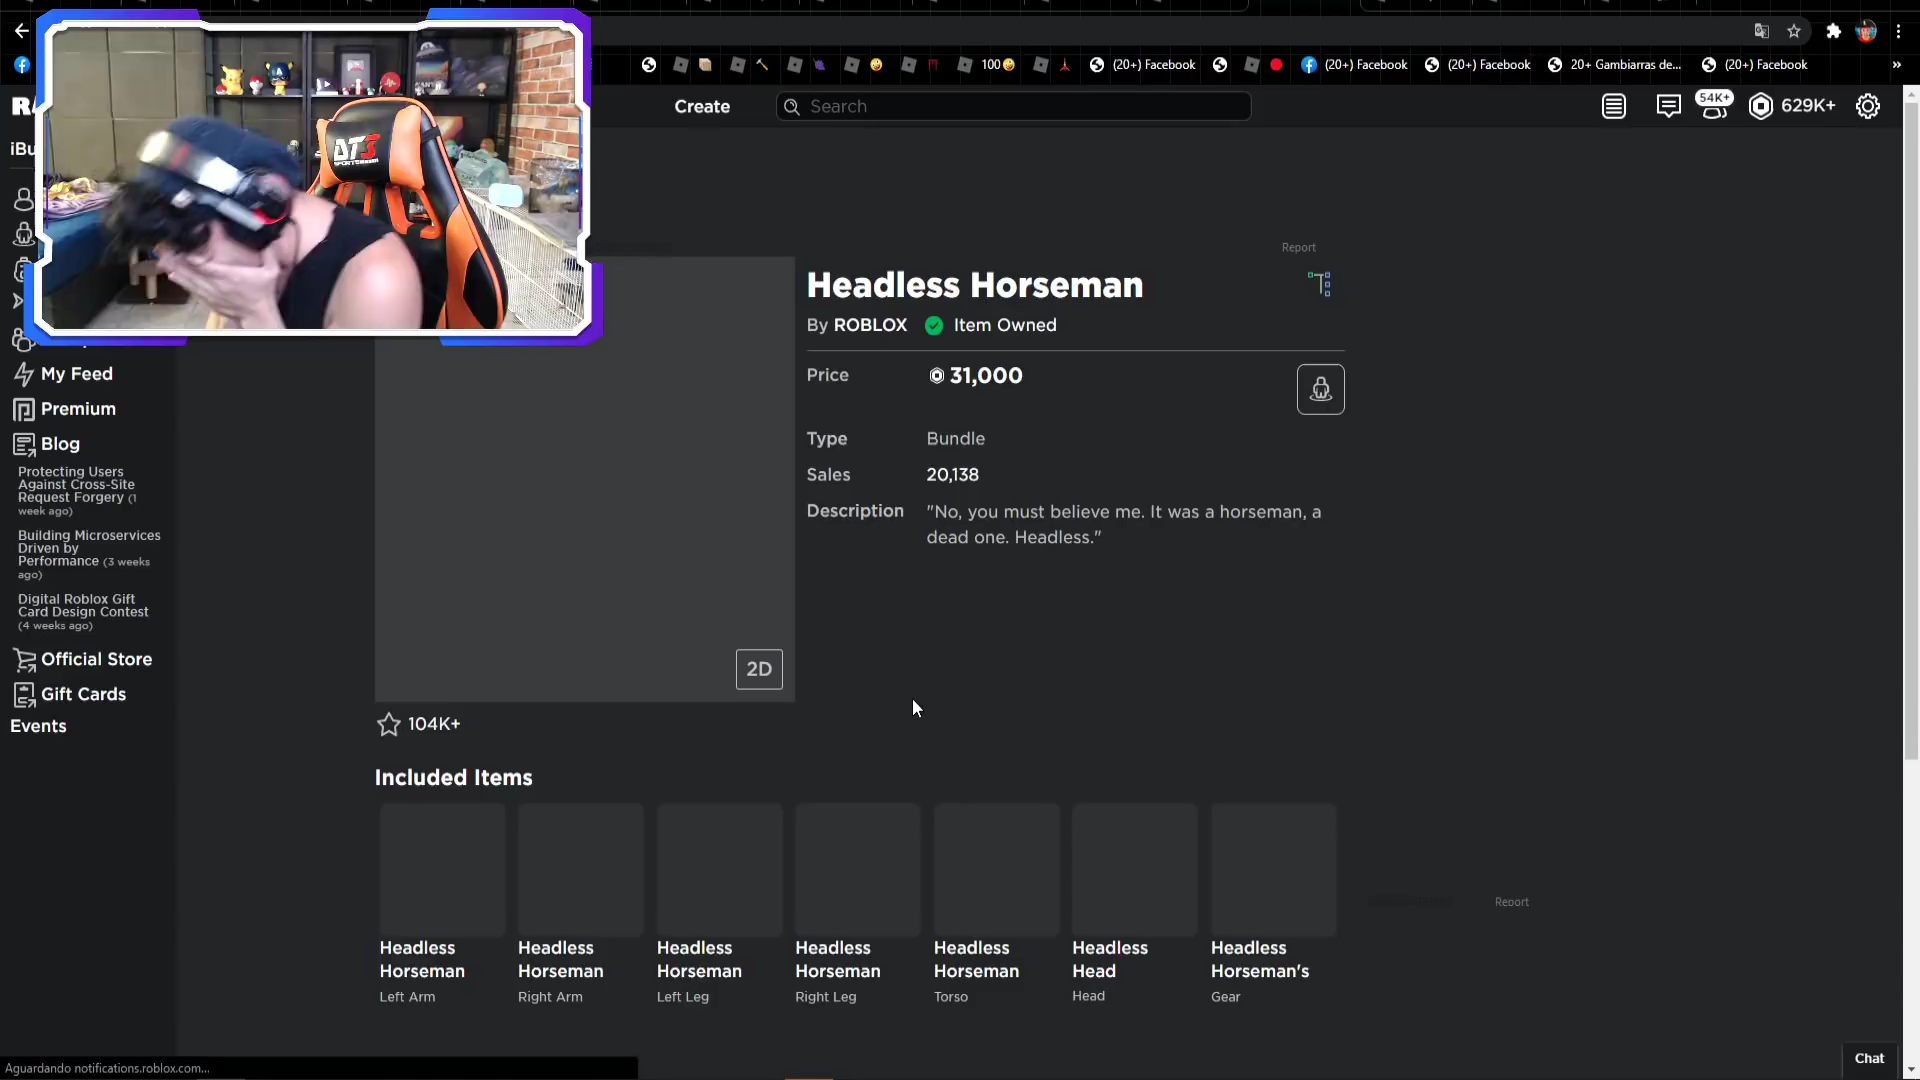 100
(20+) Facebook
(20+) Facebook
(20+) Facebook
20+ Gambiarras de...
(20+) Facebook
»
Create
Search
54K+
629K+
DT3
SPORTS
Report
Headless Horseman
By ROBLOX Item Owned
Price 31,000
Type Bundle
Sales 20,138
Description "No, you must believe me. It was a horseman, a
dead one. Headless."
My Feed
Premium
Blog
Protecting Users
Against Cross-Site
Request Forgery (1
week ago)
Building Microservices
Driven by
Performance (3 weeks
ago)
Digital Roblox Gift
Card Design Contest
(4 weeks ago)
Official Store
Gift Cards
Events
2D
104K+
Included Items
Headless
Horseman
Left Arm
Headless
Horseman
Right Arm
Headless
Horseman
Left Leg
Headless
Horseman
Right Leg
Headless
Horseman
Torso
Headless
Head
Head
Headless
Horseman's
Gear
Report
Chat
Aguardando notifications.roblox.com...